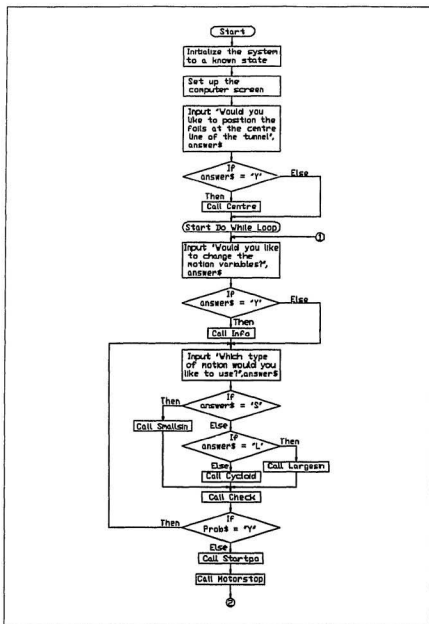 Start
Initialize the system
to a known state
Set up the
computer screen
Input "Would you
like to position the
foils at the centre
line of the tunnel",
answer$
If
answer$ = "Y"
Else
Then
Call Centre
Start Do While Loop
1
Input "Would you like
to change the
motion variables?",
answer$
If
answer$ = "Y"
Else
Then
Call Info
Input "Which type
of motion would you
like to use?",answer$
If
answer$ = "S"
Then
Else
Call Smallsin
If
answer$ = "L"
Then
Else
Call Cycloid
Call Largesin
Call Check
If
Prob$ = "Y"
Then
Else
Call Startpo
Call Motorstop
2